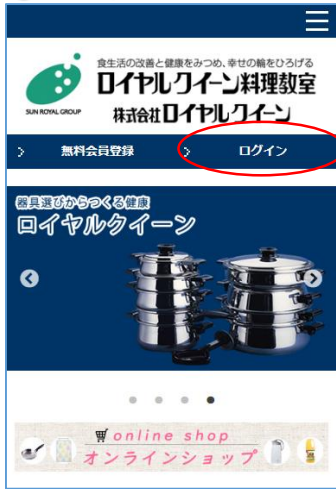 食生活の改善と健康をみつめ、幸せの輪をひろげる
ロイヤルクイーン料理教室
SUN ROYAL GROUP
株式会社ロイヤルクイーン
無料会員登録
ログイン
器具選びからつくる健康
ロイヤルクイーン
online shop
オンラインショップ